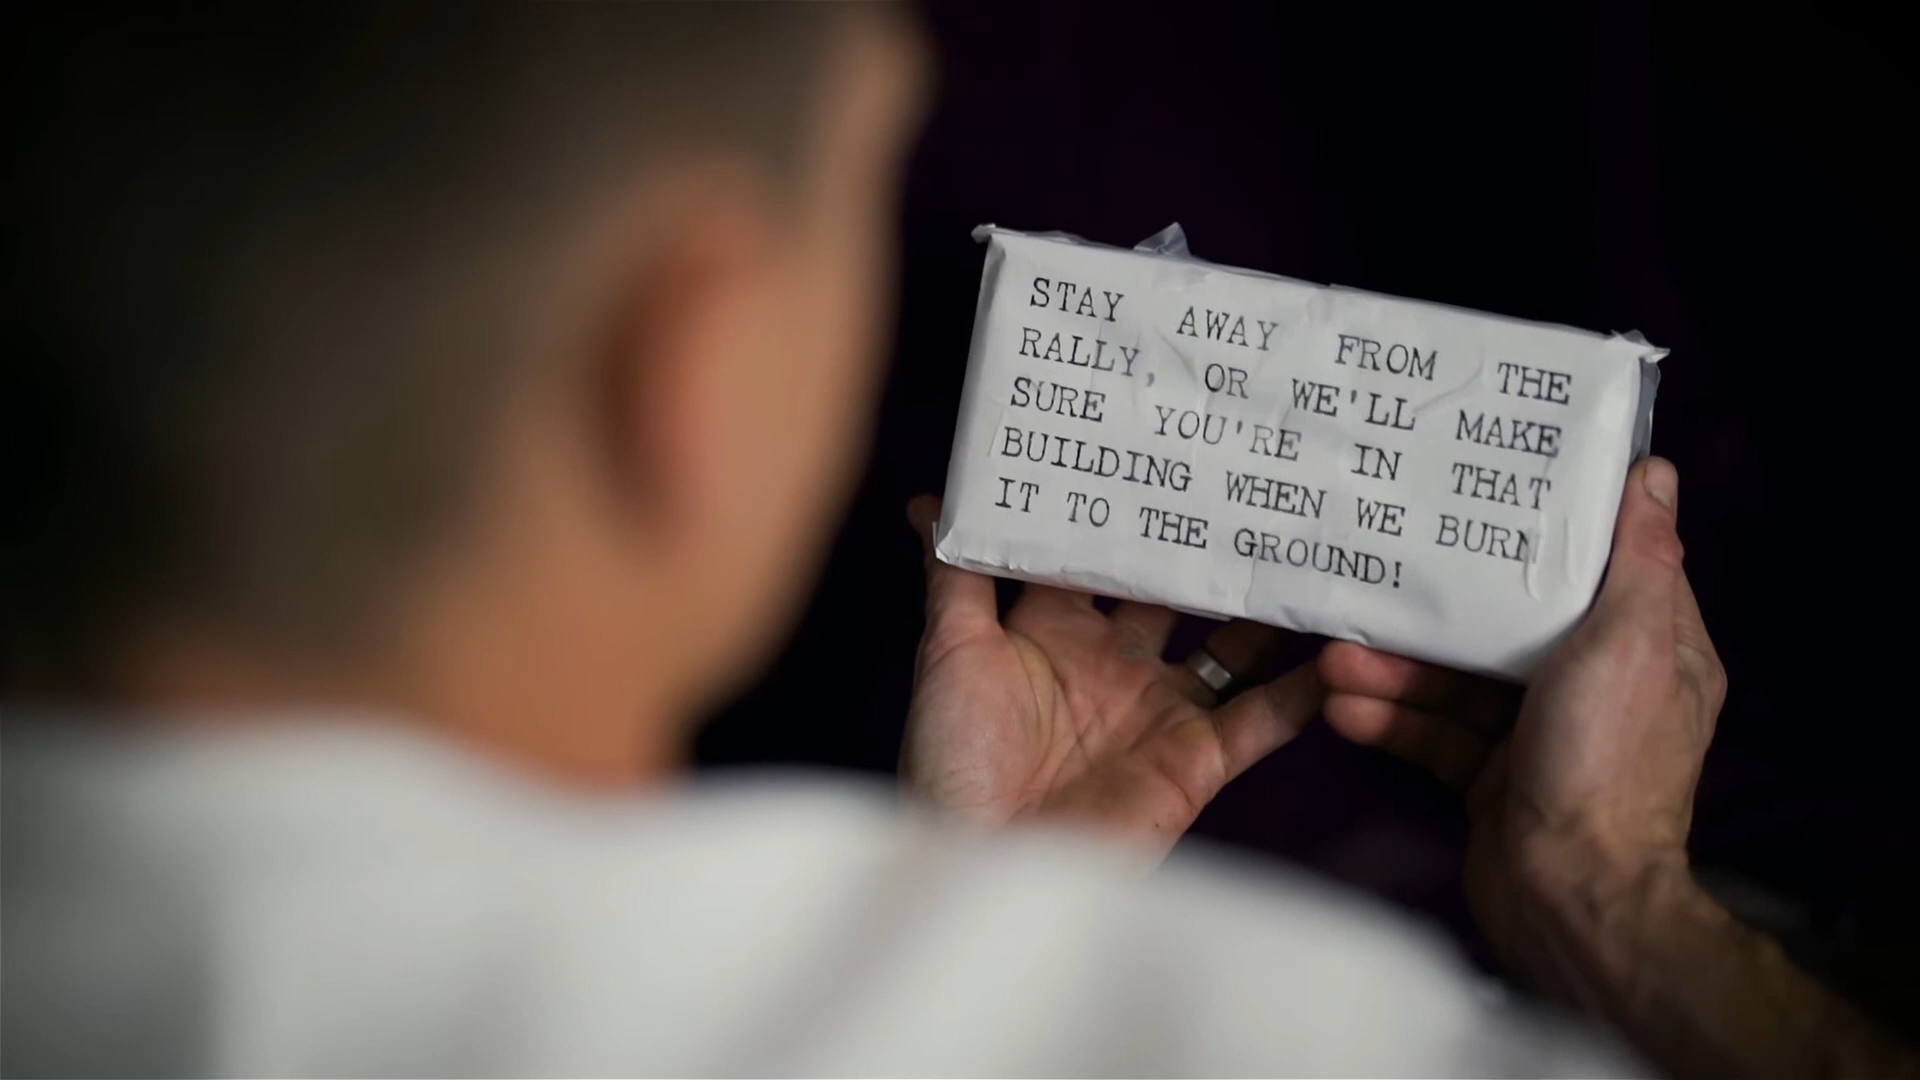 STAY AWAY FROM THE
RALLY, OR WE'LL MAKE
SURE YOU'RE IN THAT
BUILDING WHEN WE BURN
IT TO THE GROUND!